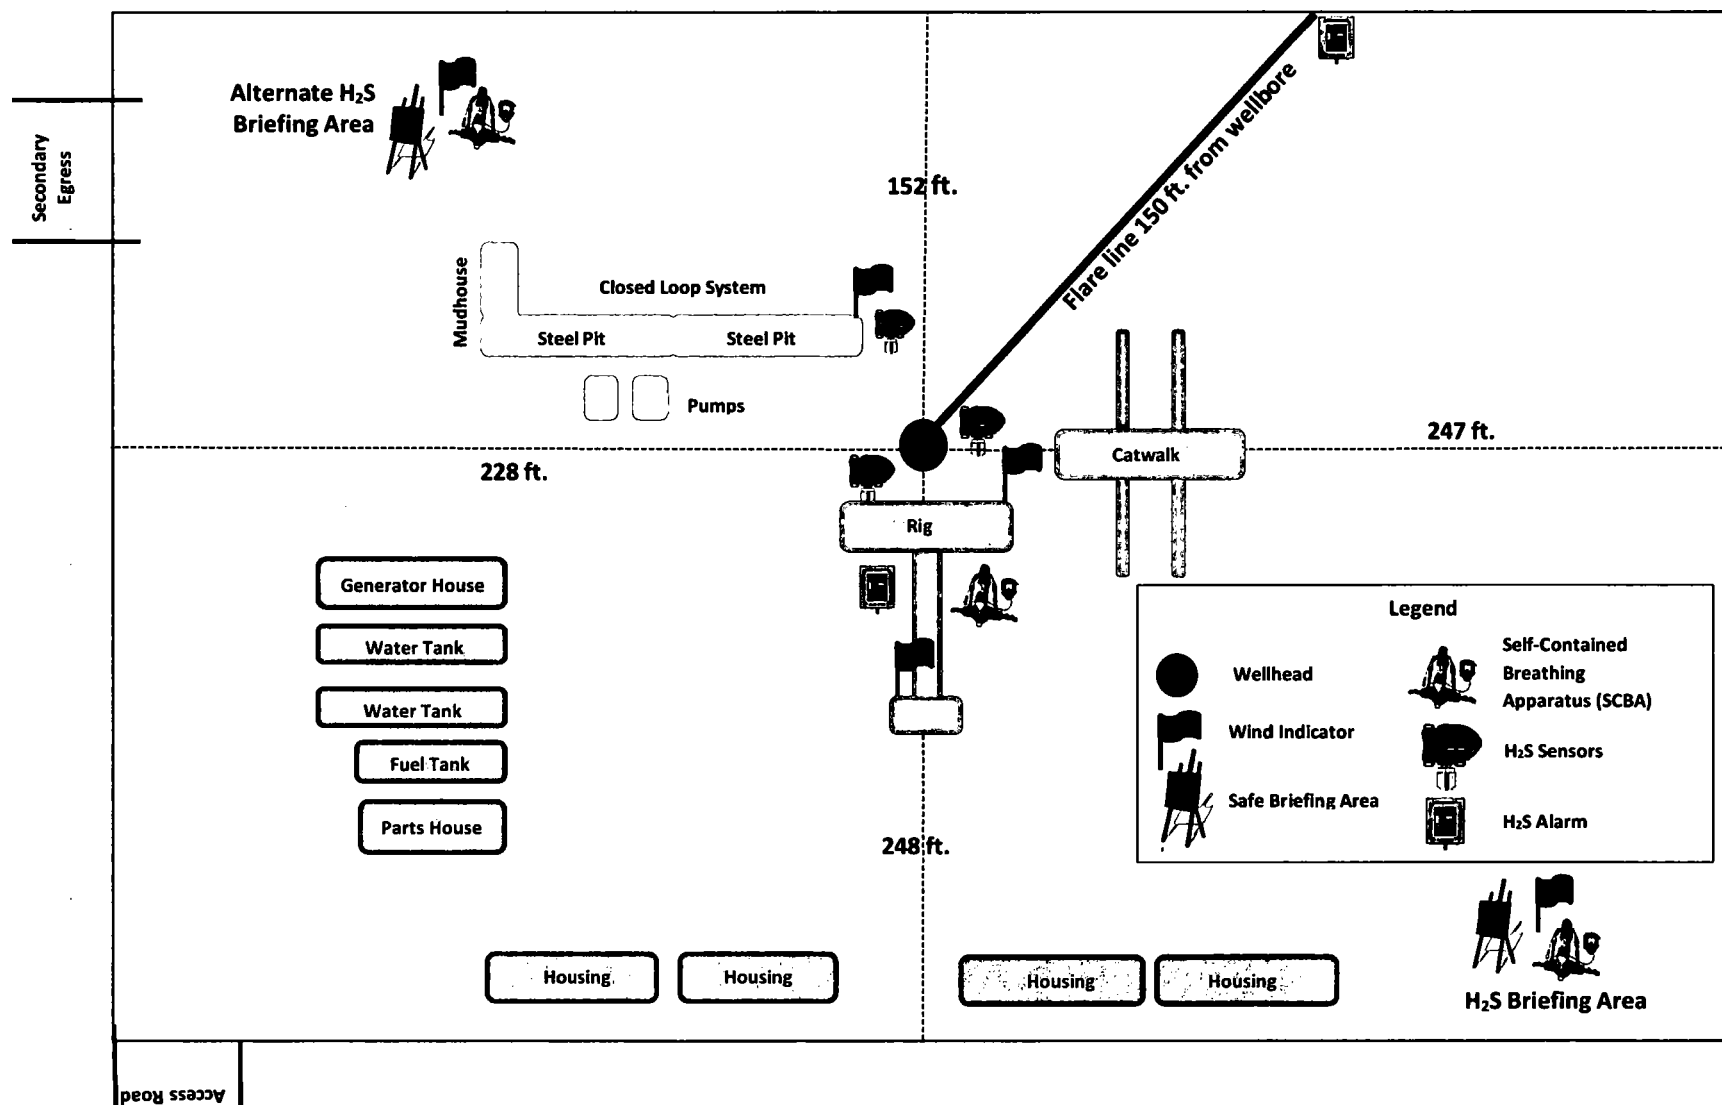 Alternate H₂S
Briefing Area
Secondary
Egress
152 ft.
Flare line 150 ft. from wellbore
Mudhouse
Closed Loop System
Steel Pit
Steel Pit
Pumps
247 ft.
228 ft.
Catwalk
Rig
Generator House
Water Tank
Water Tank
Fuel Tank
Parts House
248 ft.
Legend
Wellhead
Wind Indicator
Safe Briefing Area
Self-Contained
Breathing
Apparatus (SCBA)
H₂S Sensors
H₂S Alarm
Housing
Housing
Housing
Housing
H₂S Briefing Area
Access Road